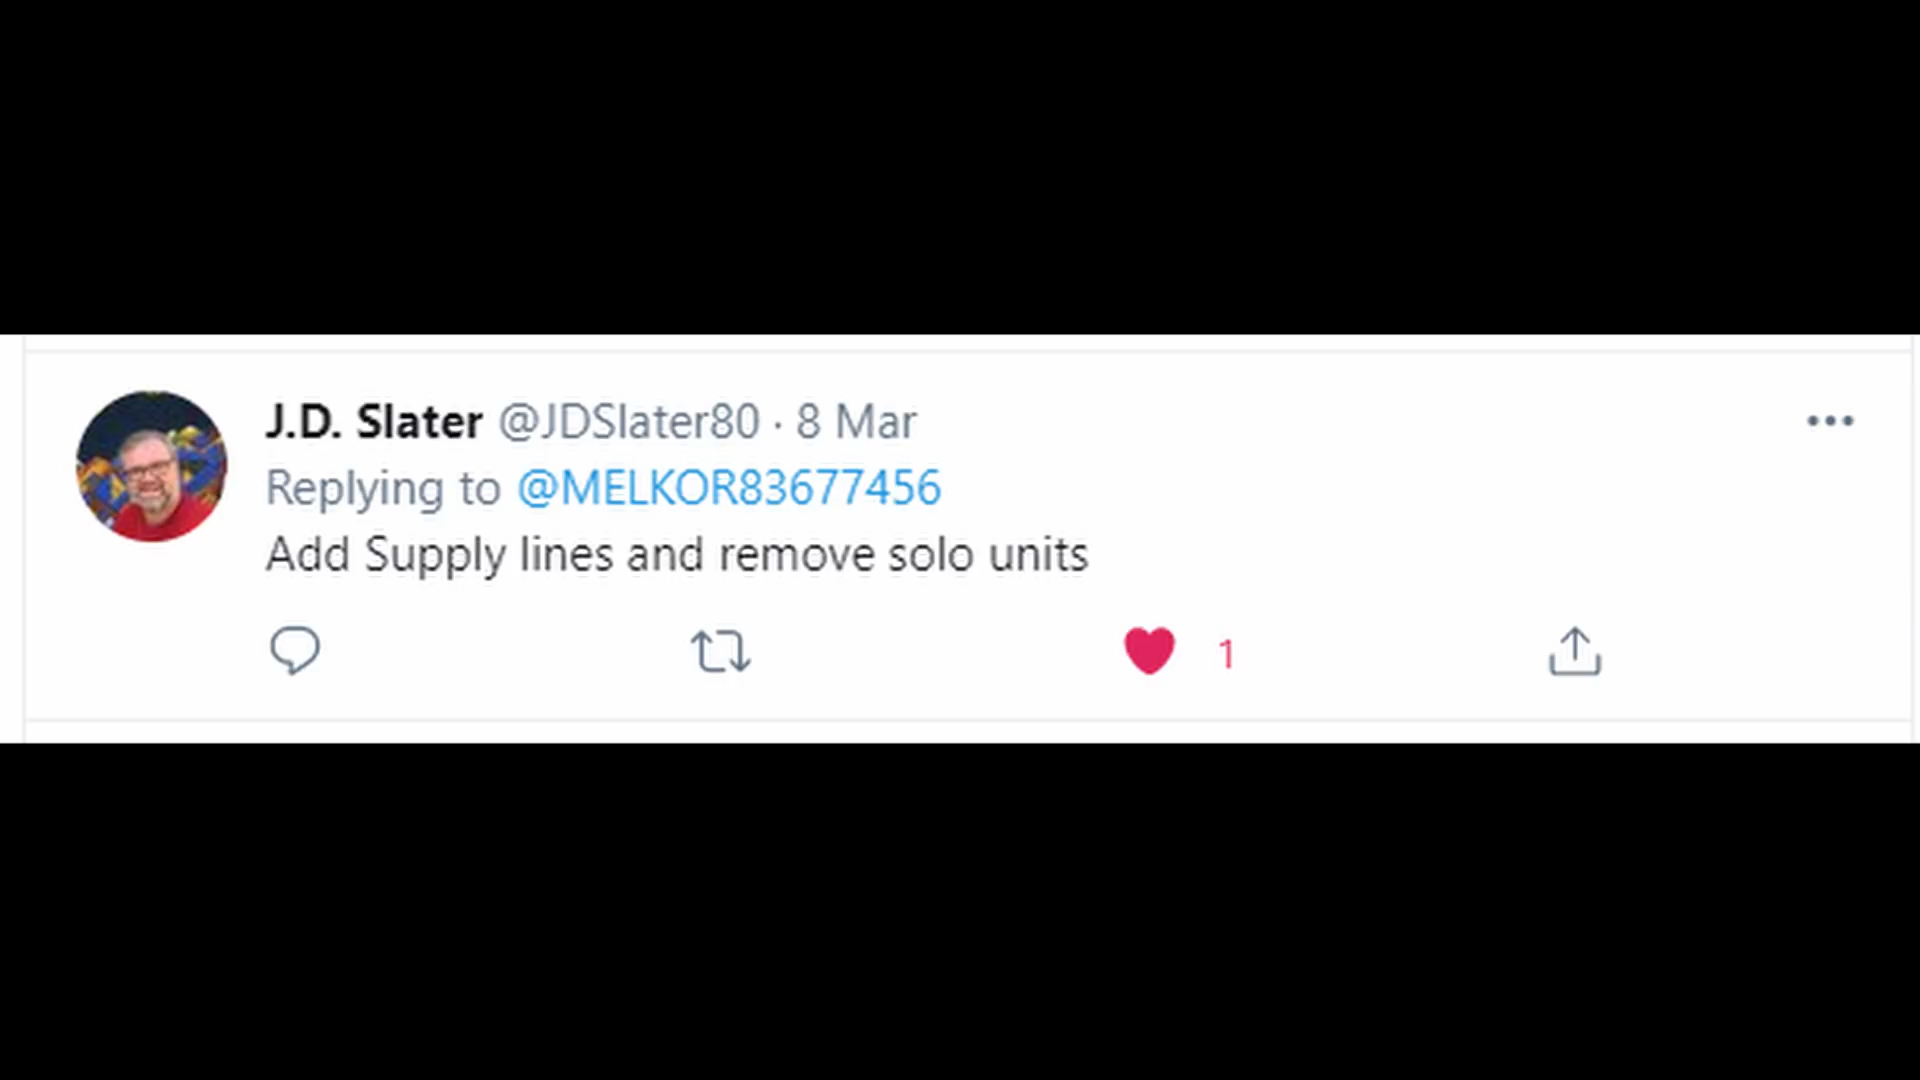 J.D. Slater @JDSlater80 · 8 Mar
Replying to @MELKOR83677456
Add Supply lines and remove solo units
1